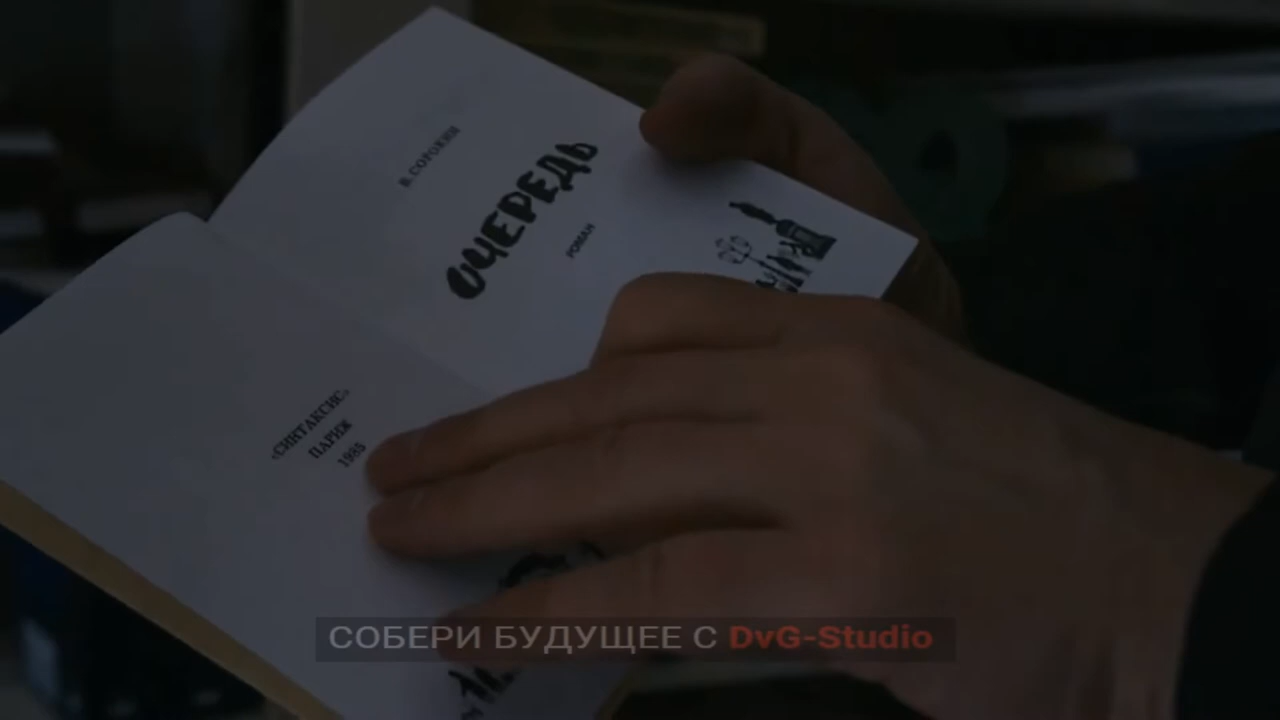 В. СОРОКИН
ОЧЕРЕДЬ
РОМАН
«СИНТАКСИС»
ПАРИЖ
1985
СОБЕРИ БУДУЩЕЕ С DvG-Studio